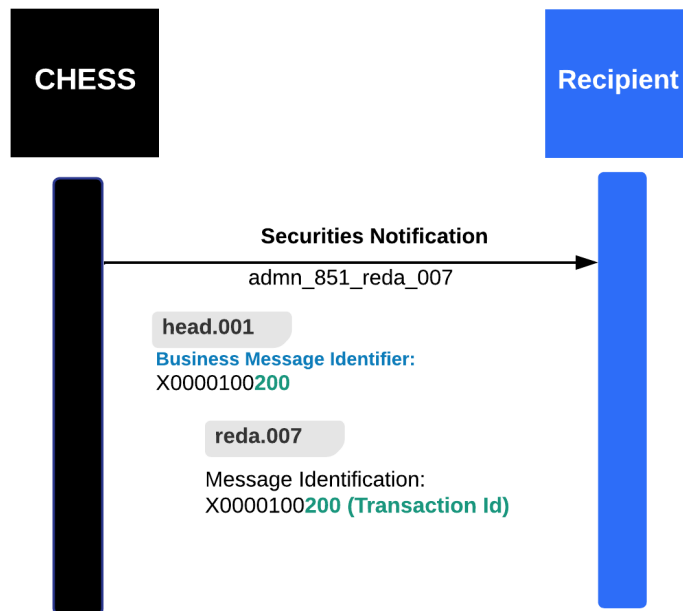 CHESS
Recipient
Securities Notification
admn_851_reda_007
head.001
Business Message Identifier:
X0000100200
reda.007
Message Identification:
X0000100200 (Transaction Id)